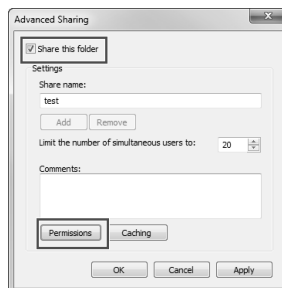 Advanced Sharing
Share this folder
Settings
Share name:
test
Add Remove
Limit the number of simultaneous users to: 20
Comments:
Permissions Caching
OK Cancel Apply